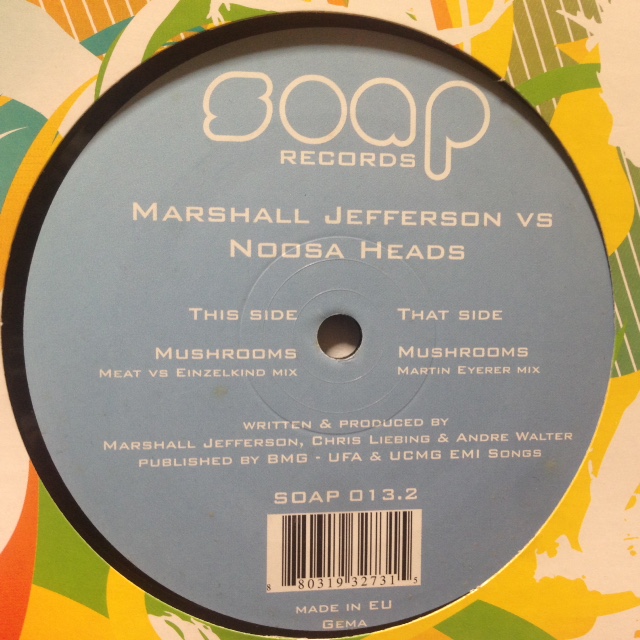 soap
RECORDS
MARSHALL JEFFERSON VS
NOOSA HEADS
THIS SIDE
MUSHROOMS
MEAT VS EINZELKIND MIX
THAT SIDE
MUSHROOMS
MARTIN EYERER MIX
WRITTEN & PRODUCED BY
MARSHALL JEFFERSON, CHRIS LIEBING & ANDRE WALTER
PUBLISHED BY BMG - UFA & UCMG EMI SONGS
SOAP 013.2
8 80319 32731 5
MADE IN EU
GEMA